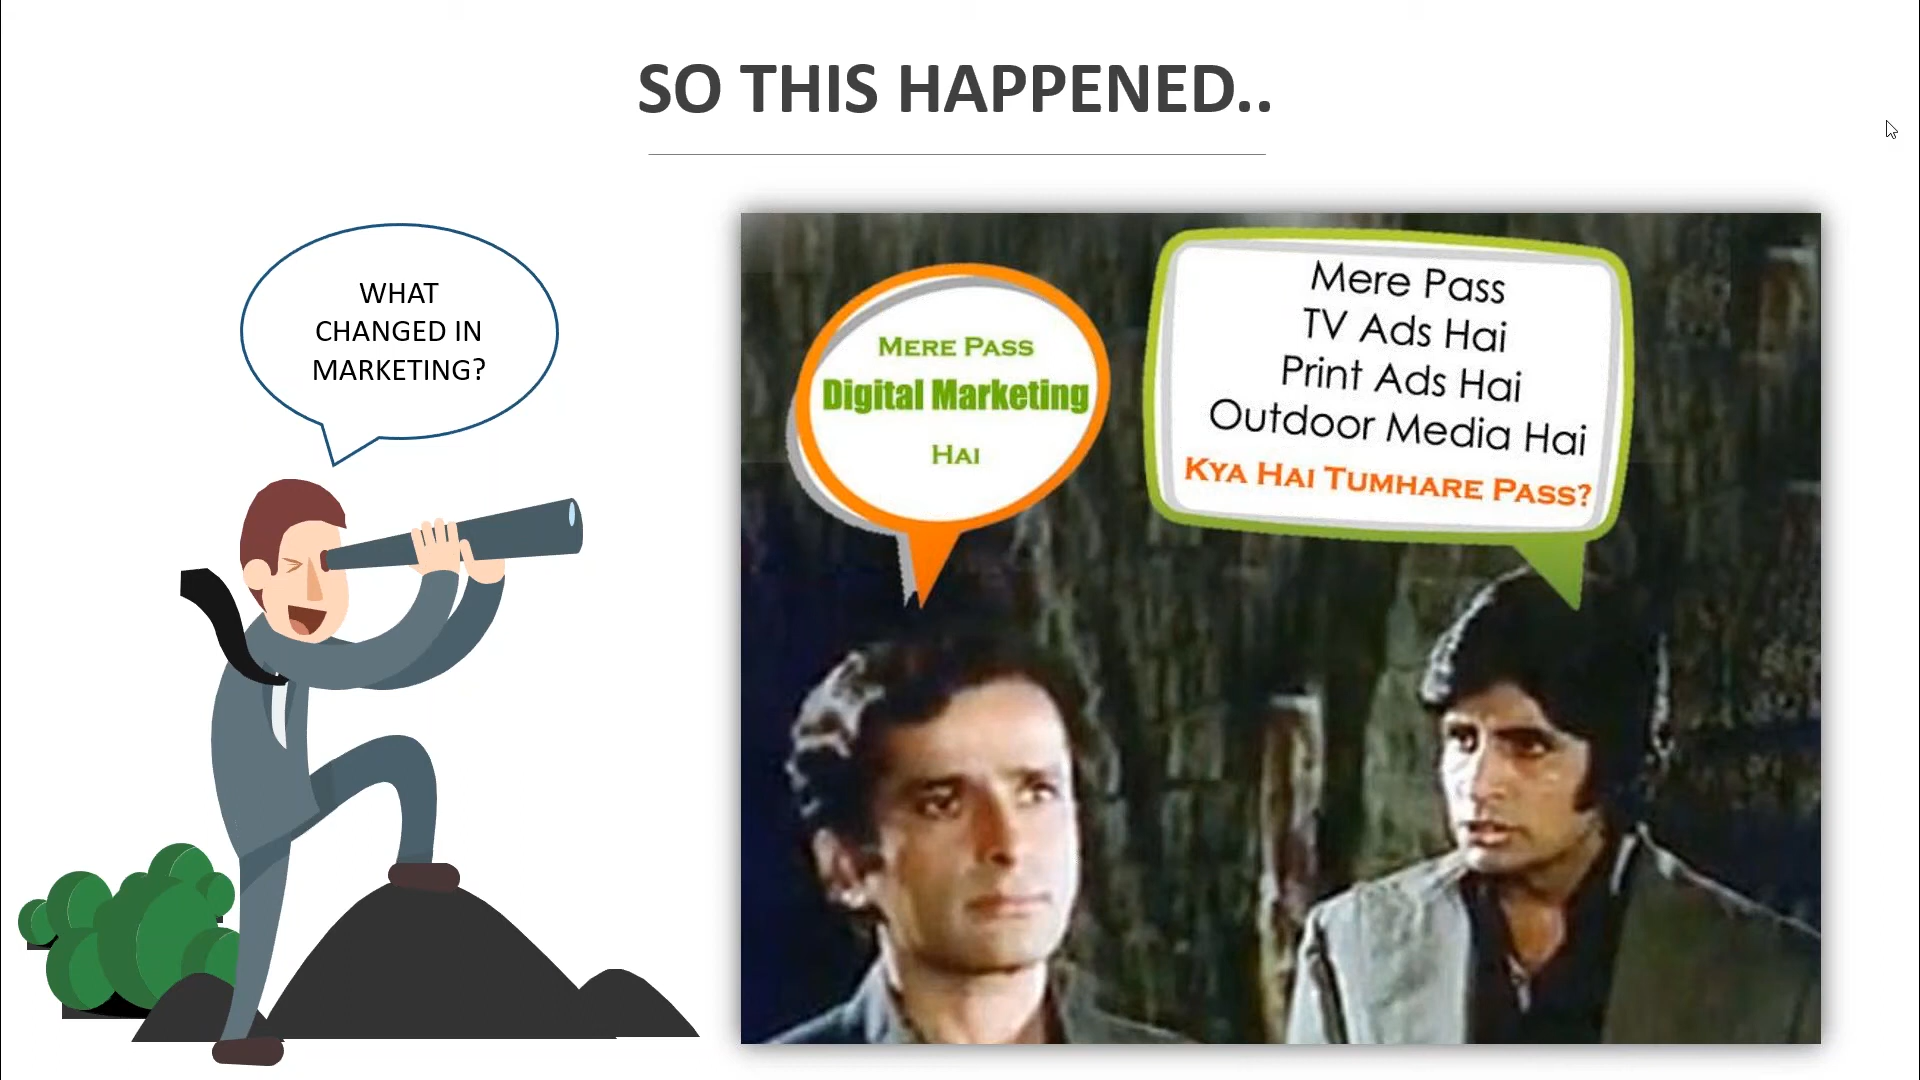 SO THIS HAPPENED..
WHAT
CHANGED IN
MARKETING?
MERE PASS
Digital Marketing
HAI
Mere Pass
TV Ads Hai
Print Ads Hai
Outdoor Media Hai
KYA HAI TUMHARE PASS?